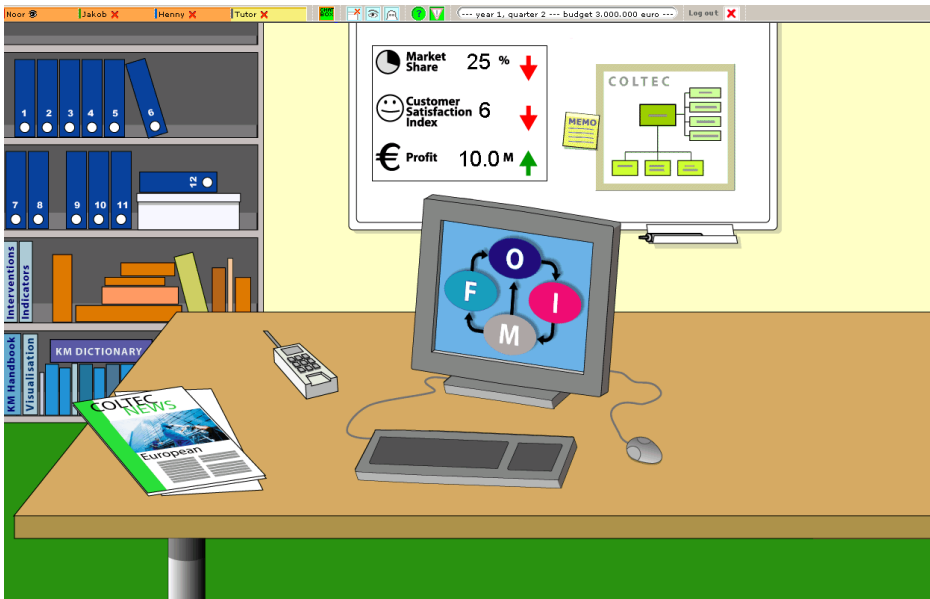 Noor
Jakob
Henny
Tutor
CHAT
BOX
?
(--- year 1, quarter 2 --- budget 3.000.000 euro ---)
Log out
Market
Share
25 %
Customer
Satisfaction
Index
6
€ Profit 10.0 M
MEMO
COLTEC
1 2 3 4 5 6
7 8 9 10 11 12
Interventions
Indicators
KM Handbook
Visualisation
KM DICTIONARY
O
F
I
M
COLTEC
NEWS
European